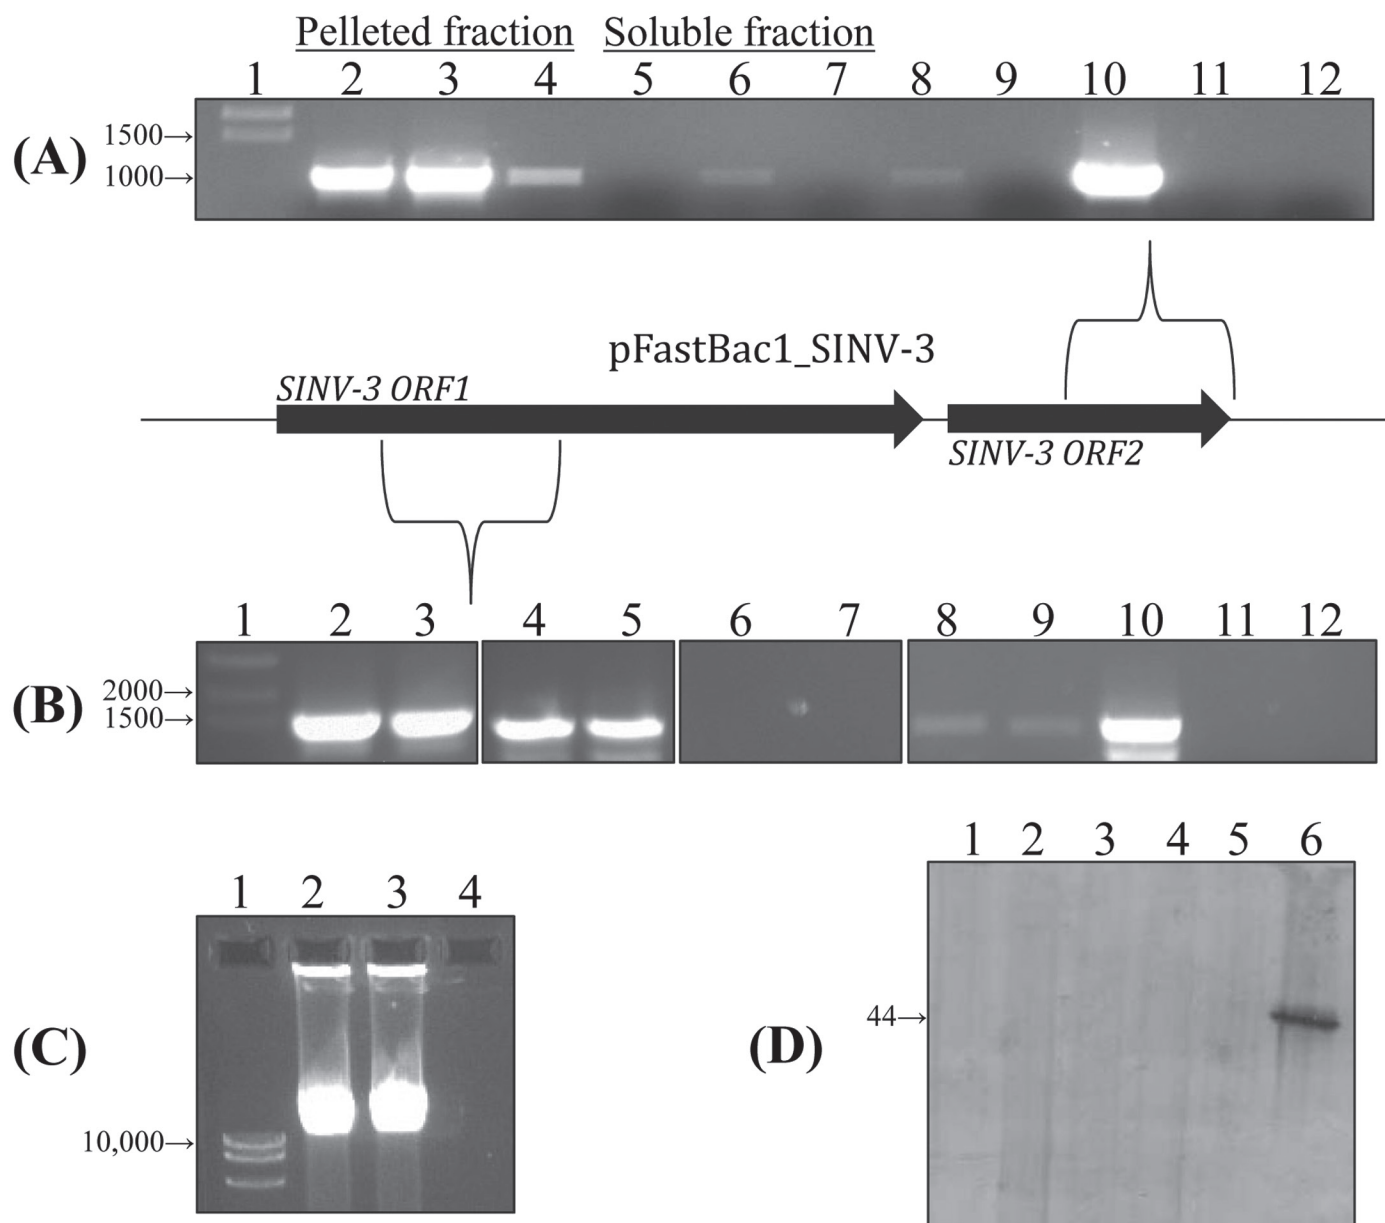 Pelleted fraction Soluble fraction
1 2 3 4 5 6 7 8 9 10 11 12
(A)
1500→
1000→
pFastBac1_SINV-3
SINV-3 ORF1
SINV-3 ORF2
1 2 3 4 5 6 7 8 9 10 11 12
(B)
2000→
1500→
1 2 3 4
(C)
10,000→
1 2 3 4 5 6
(D)
44→